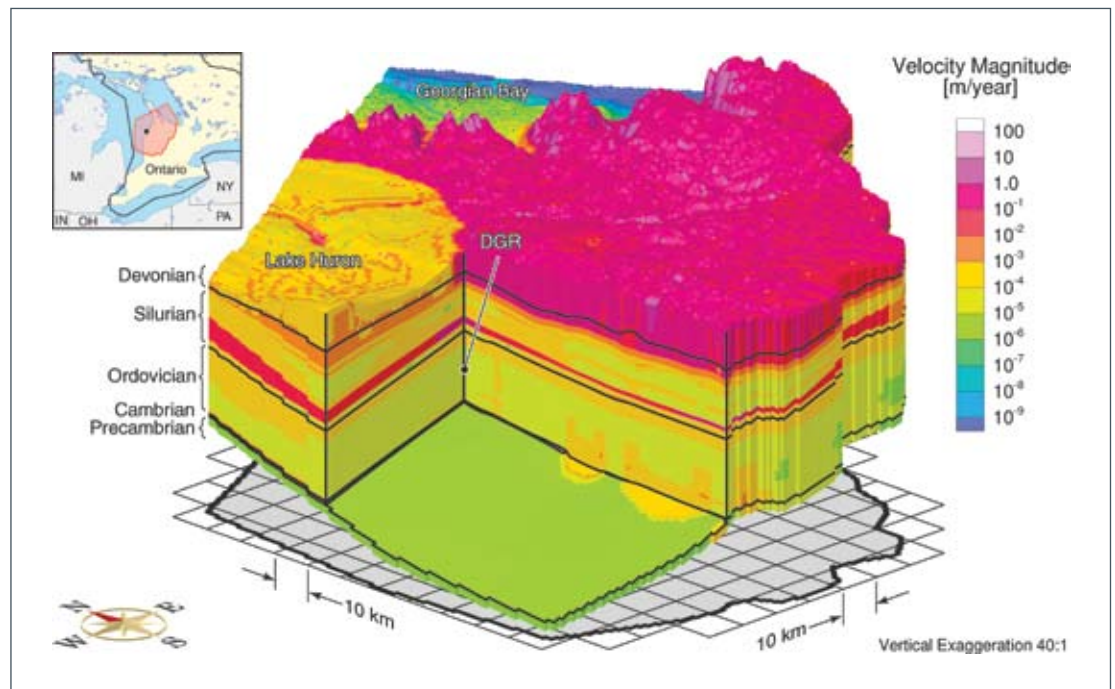 MI
Ontario
NY
IN OH
PA
Georgian Bay
Lake Huron
DGR
Velocity Magnitude
[m/year]
100
10
1.0
10⁻¹
10⁻²
10⁻³
10⁻⁴
10⁻⁵
10⁻⁶
10⁻⁷
10⁻⁸
10⁻⁹
Devonian
Silurian
Ordovician
Cambrian
Precambrian
10 km
10 km
N
E
W
S
Vertical Exaggeration 40:1